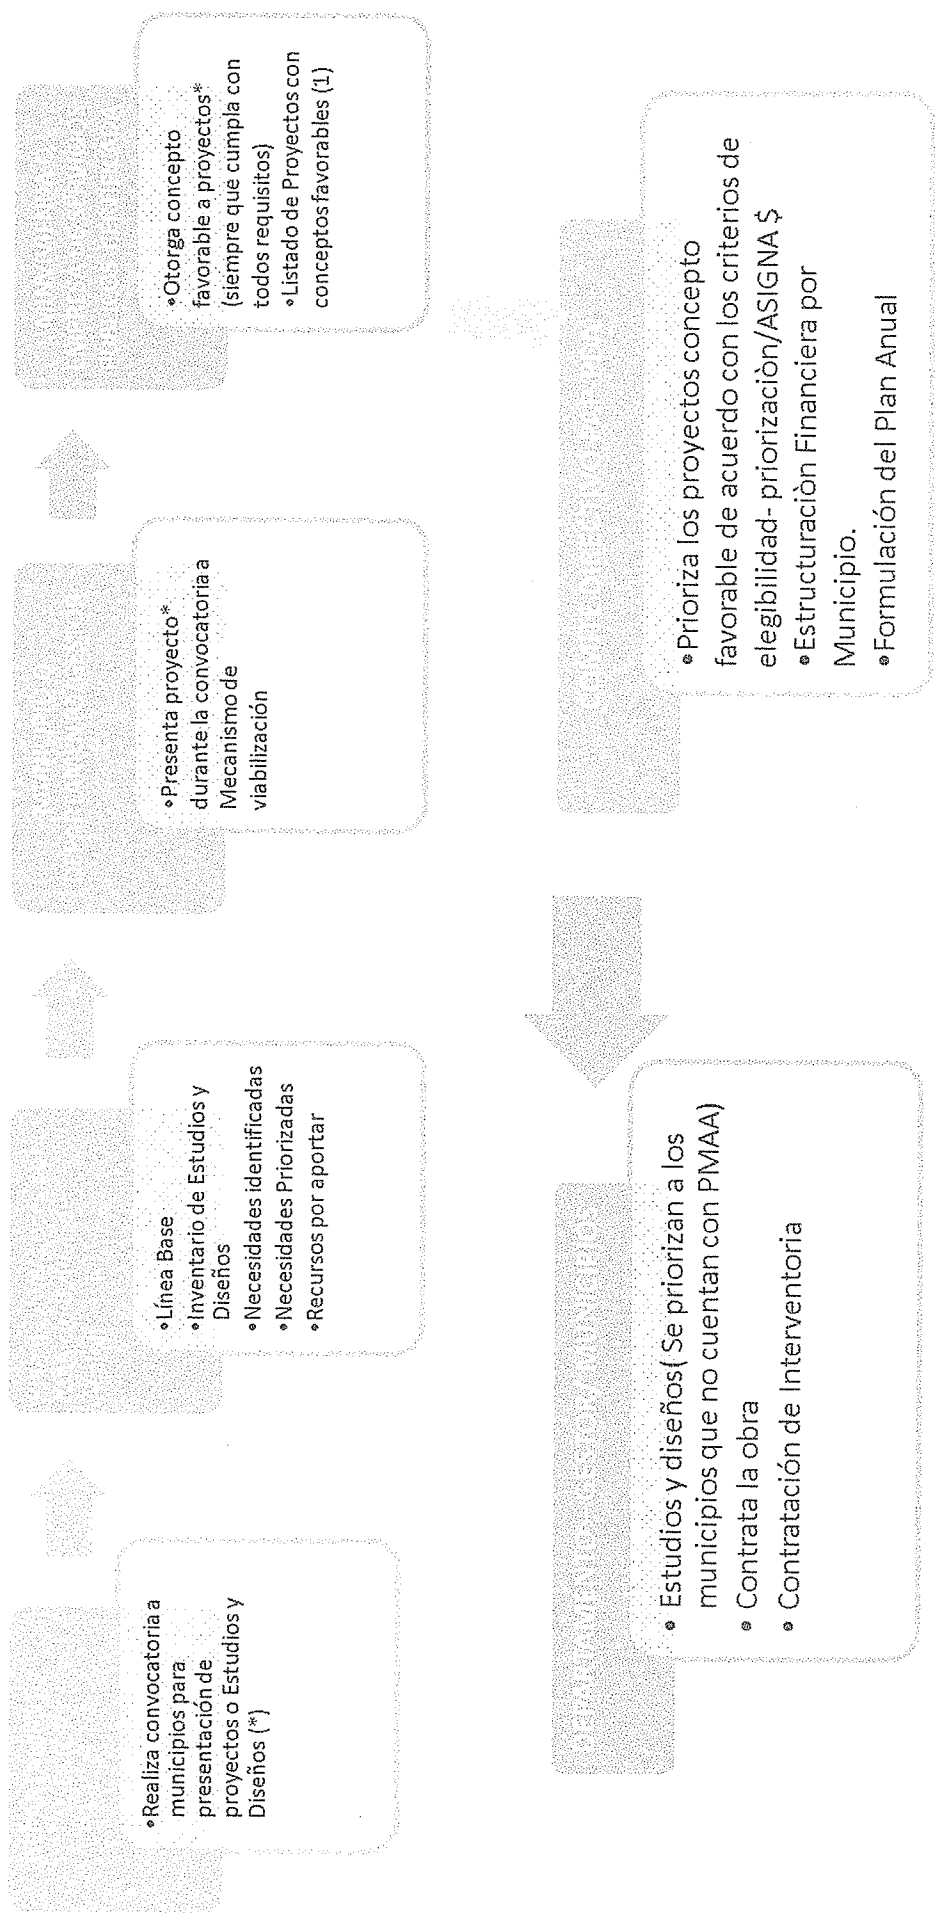 •Realiza convocatoria a
municipios para
presentación de
proyectos o Estudios y
Diseños (*)
•Línea Base
•Inventario de Estudios y
Diseños
•Necesidades identificadas
•Necesidades Priorizadas
•Recursos por aportar
•Presenta proyecto*
durante la convocatoria a
Mecanismo de
viabilización
•Otorga concepto
favorable a proyectos*
(siempre que cumpla con
todos requisitos)
•Listado de Proyectos con
conceptos favorables (1)
•Prioriza los proyectos concepto
favorable de acuerdo con los criterios de
elegibilidad- priorizaciòn/ASIGNA $
•Estructuraciòn Financiera por
Municipio.
•Formulación del Plan Anual
• Estudios y diseños( Se priorizan a los
municipios que no cuentan con PMAA)
• Contrata la obra
• Contratación de Interventoria